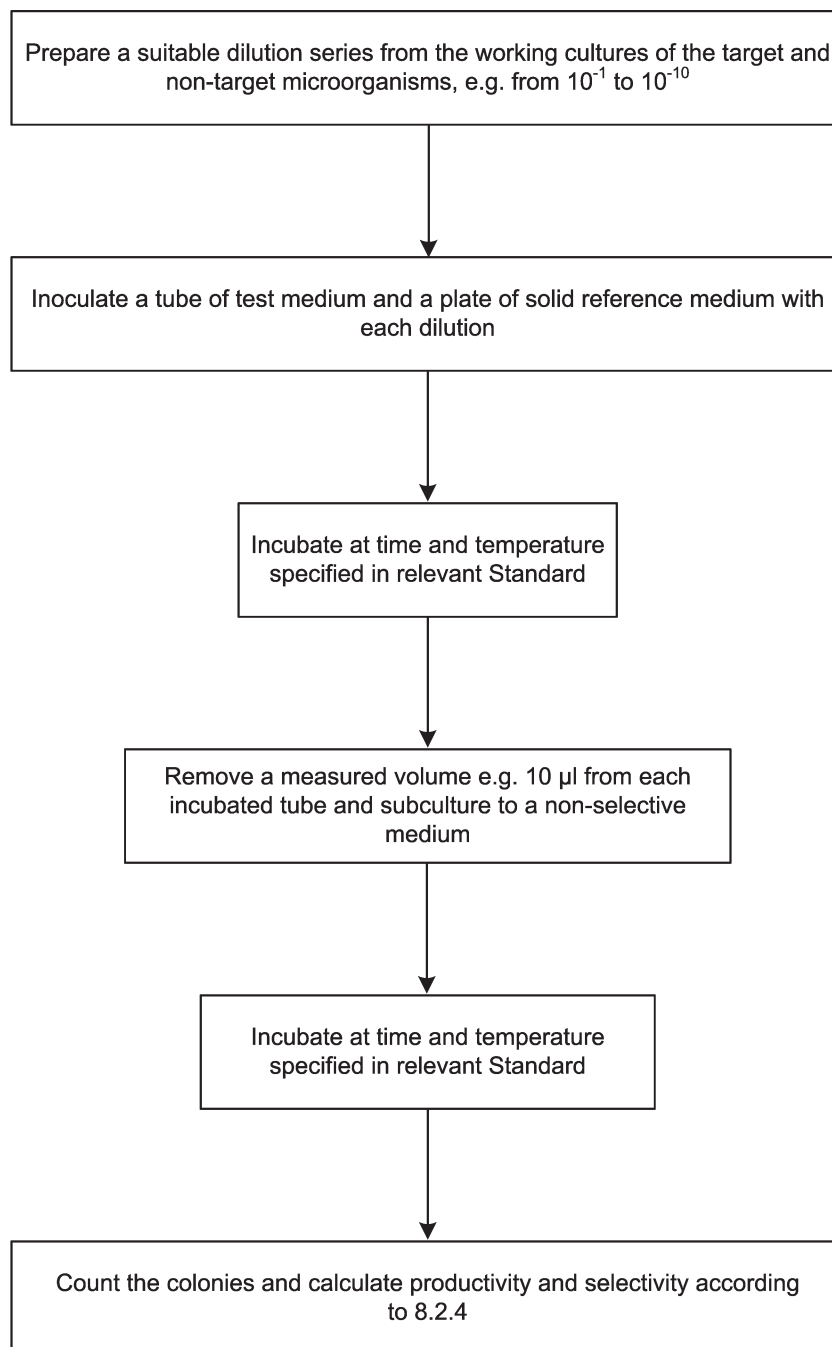 Prepare a suitable dilution series from the working cultures of the target and
non-target microorganisms, e.g. from 10⁻¹ to 10⁻¹⁰
Inoculate a tube of test medium and a plate of solid reference medium with
each dilution
Incubate at time and temperature
specified in relevant Standard
Remove a measured volume e.g. 10 µl from each
incubated tube and subculture to a non-selective
medium
Incubate at time and temperature
specified in relevant Standard
Count the colonies and calculate productivity and selectivity according
to 8.2.4